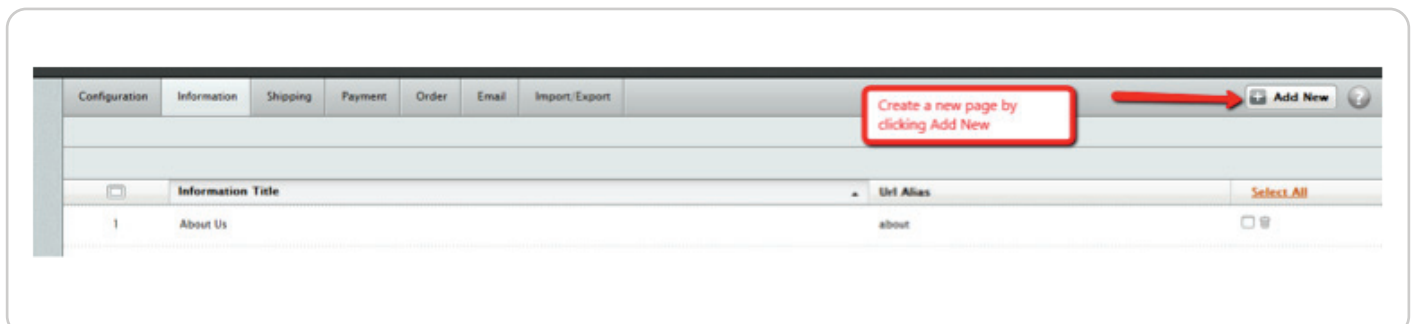 Configuration Information Shipping Payment Order Email Import/Export
Create a new page by
clicking Add New
Add New ?
Information Title Url Alias Select All
1 About Us about